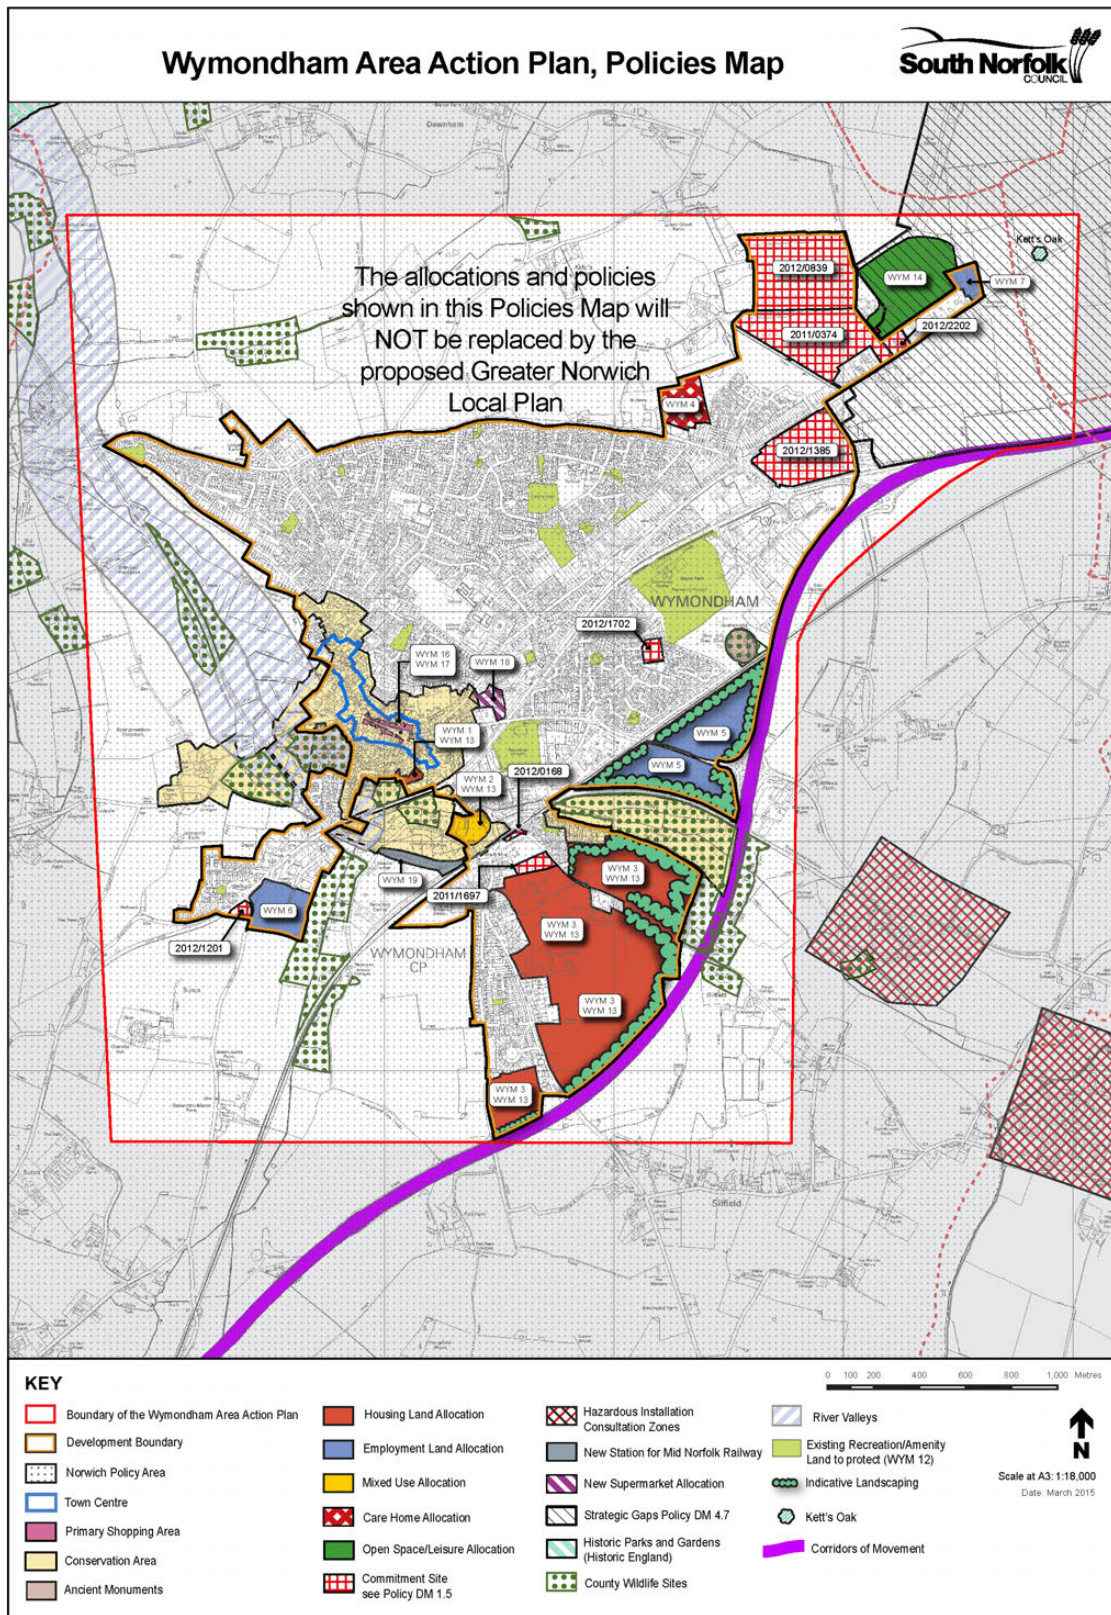 Wymondham Area Action Plan, Policies Map
South Norfolk
COUNCIL
Downham
Kett's Oak
The allocations and policies
shown in this Policies Map will
NOT be replaced by the
proposed Greater Norwich
Local Plan
2012/0839
WYM 14
WYM 7
2011/0374
2012/2202
WYM 4
2012/1385
WYMONDHAM
2012/1702
WYM 16
WYM 17
WYM 18
WYM 1
WYM 13
WYM 5
WYM 5
WYM 2
WYM 13
2012/0168
WYM 19
2011/1697
WYM 3
WYM 13
WYM 6
2012/1201
WYM 3
WYM 13
WYMONDHAM
CP
WYM 3
WYM 13
Silfield
WYM 3
WYM 13
Silfield
KEY
Boundary of the Wymondham Area Action Plan
Development Boundary
Norwich Policy Area
Town Centre
Primary Shopping Area
Conservation Area
Ancient Monuments
Housing Land Allocation
Employment Land Allocation
Mixed Use Allocation
Care Home Allocation
Open Space/Leisure Allocation
Commitment Site
see Policy DM 1.5
Hazardous Installation
Consultation Zones
New Station for Mid Norfolk Railway
New Supermarket Allocation
Strategic Gaps Policy DM 4.7
Historic Parks and Gardens
(Historic England)
County Wildlife Sites
River Valleys
Existing Recreation/Amenity
Land to protect (WYM 12)
Indicative Landscaping
Kett's Oak
Corridors of Movement
0 100 200 400 600 800 1,000 Metres
N
Scale at A3: 1:18,000
Date: March 2015